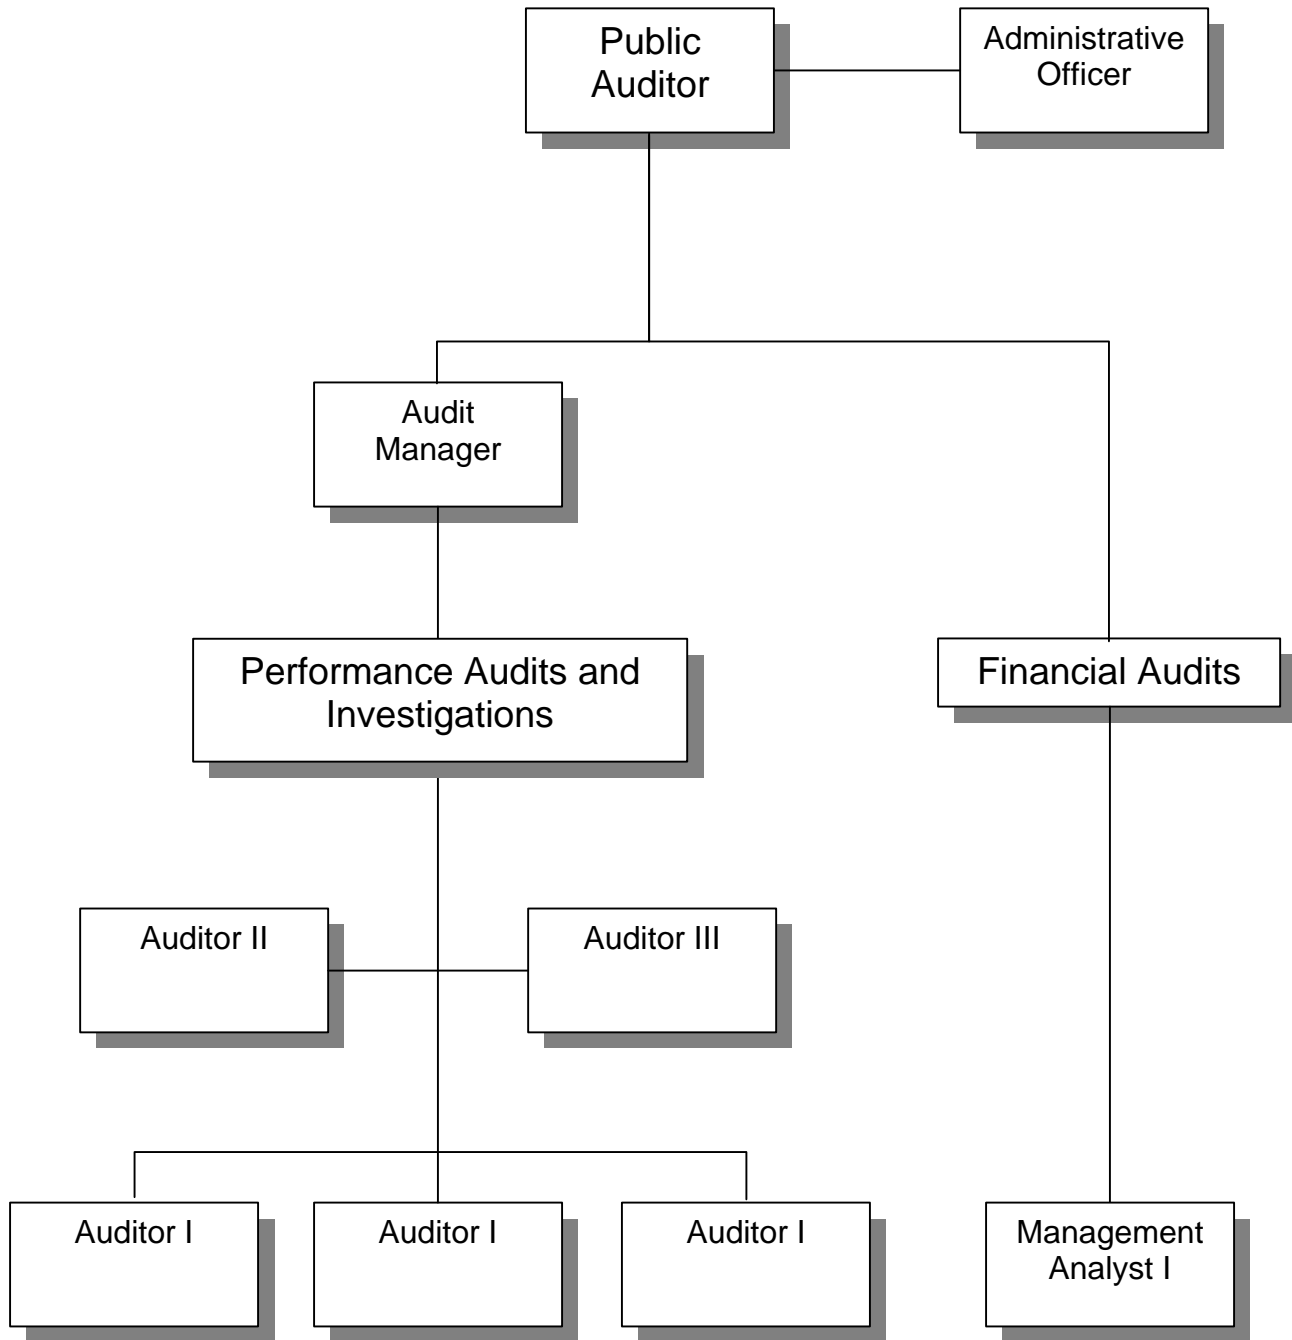 Public
Auditor
Administrative
Officer
Audit
Manager
Performance Audits and
Investigations
Financial Audits
Auditor II
Auditor III
Auditor I
Auditor I
Auditor I
Management
Analyst I